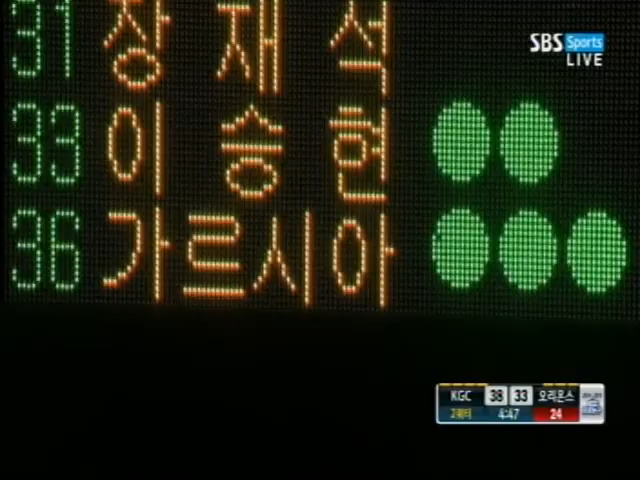 31 장재석
SBS Sports
LIVE
33 이승현
36 가르시아
KGC 38 33 오리온스
2쿼터 4:47 24